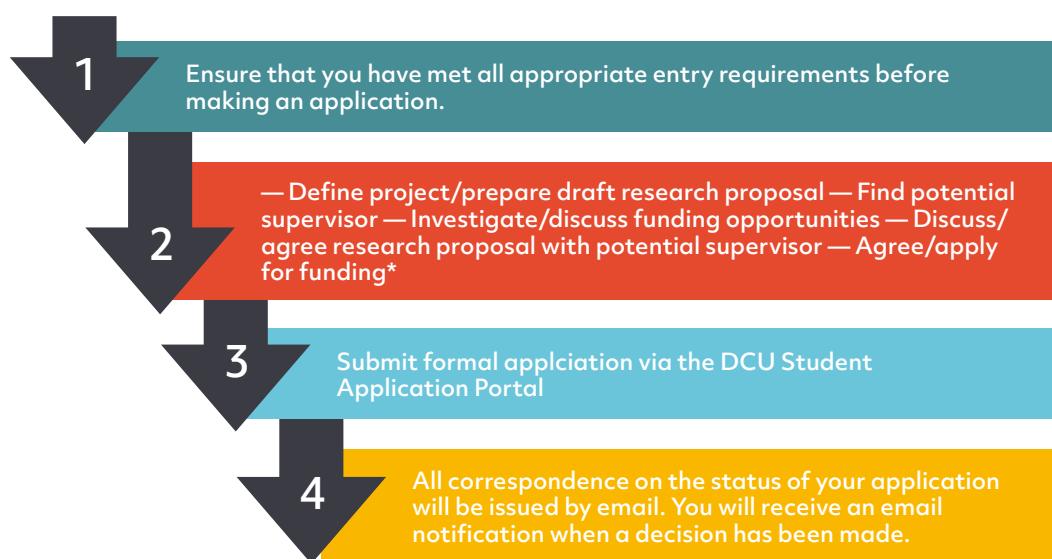 1
Ensure that you have met all appropriate entry requirements before
making an application.
2
— Define project/prepare draft research proposal — Find potential
supervisor — Investigate/discuss funding opportunities — Discuss/
agree research proposal with potential supervisor — Agree/apply
for funding*
3
Submit formal applciation via the DCU Student
Application Portal
4
All correspondence on the status of your application
will be issued by email. You will receive an email
notification when a decision has been made.